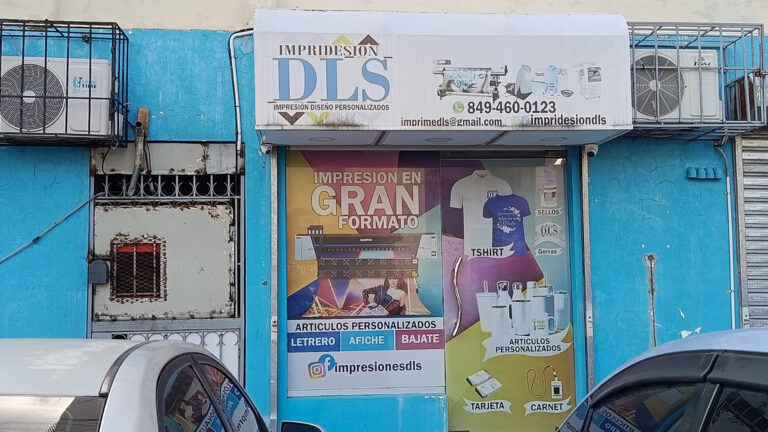 IMPRIDESION
DLS
IMPRESIÓN DISEÑO PERSONALIZADOS
849-460-0123
imprimedls@gmail.com
impridesiondls
IMPRESION EN
GRAN
FORMATO
ARTICULOS PERSONALIZADOS
LETRERO AFICHE BAJATE
impresionesdls
TSHIRT
SELLOS
DLS
Gorras
ARTICULOS
PERSONALIZADOS
TARJETA
CARNET